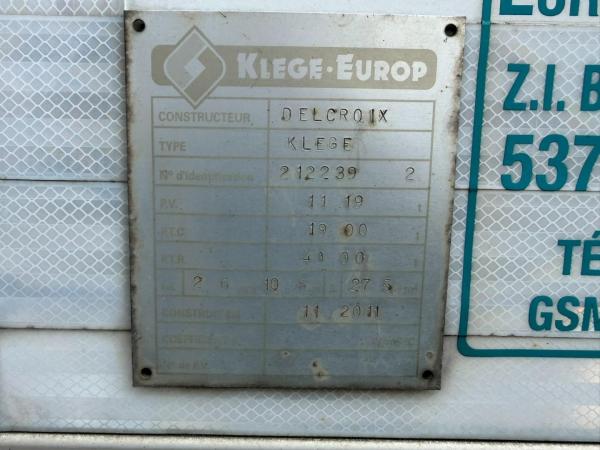 KLEGE·EUROP
CONSTRUCTEUR DELCROIX
TYPE KLEGE
N° d'identification 212239 2
P.V. 11 19 t
P.T.C. 19 00 t
P.T.R. 40 00 t
2 6 10 27 5
CONSTRUCTION 11 2011
N° de P.V.
Z.I. B
537
TÉ
GSM